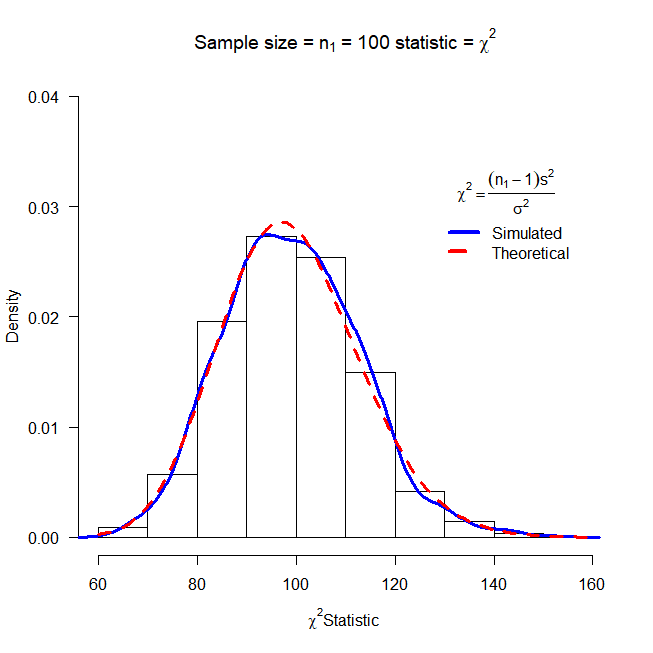 Sample size = n₁ = 100 statistic = χ²
0.04
0.03
0.02
0.01
0.00
Density
χ² = (n₁ − 1)s² / σ²
Simulated
Theoretical
60 80 100 120 140 160
χ²Statistic